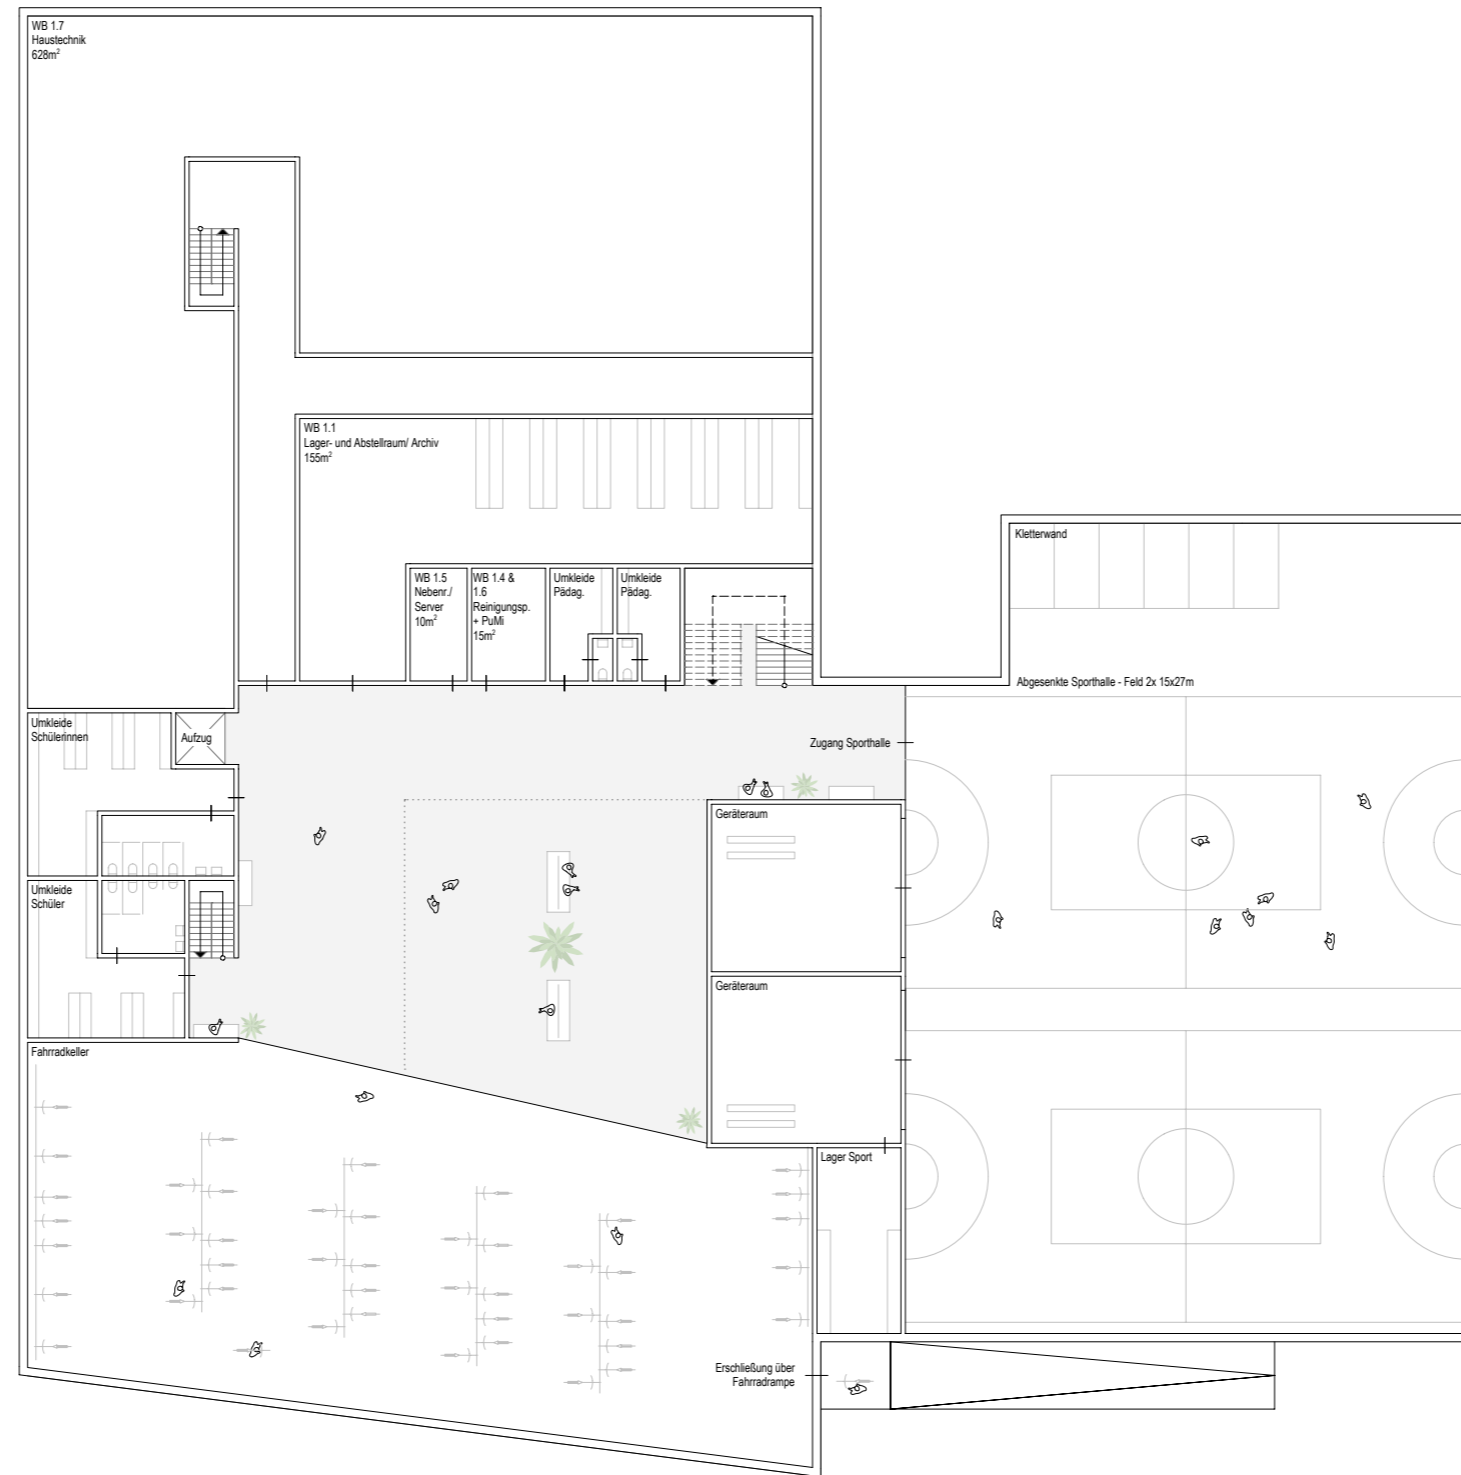 WB 1.7
Haustechnik
628m²
WB 1.1
Lager- und Abstellraum/ Archiv
155m²
Kletterwand
WB 1.5
Nebenr./
Server
10m²
WB 1.4 &
1.6
Reinigungsp.
+ PuMi
15m²
Umkleide
Pädag.
Umkleide
Pädag.
Abgesenkte Sporthalle - Feld 2x 15x27m
Umkleide
Schülerinnen
Aufzug
Zugang Sporthalle
Geräteraum
Umkleide
Schüler
Geräteraum
Fahrradkeller
Lager Sport
Erschließung über
Fahrradrampe